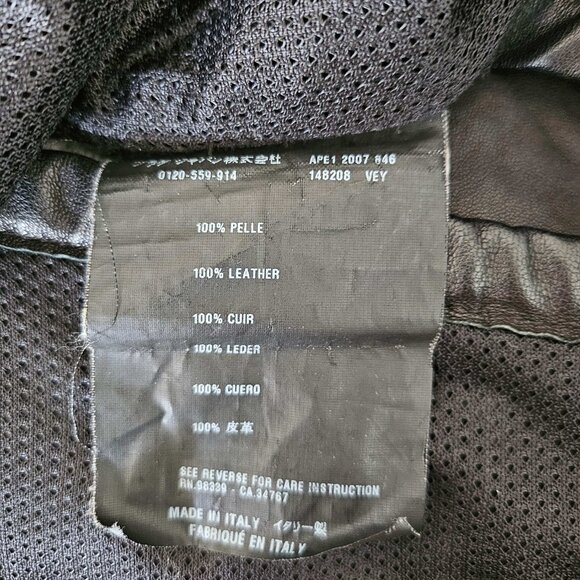 ジャパン株式会社 APE1 2007 846
0120-559-914 148208 VEY
100% PELLE
100% LEATHER
100% CUIR
100% LEDER
100% CUERO
100% 皮革
SEE REVERSE FOR CARE INSTRUCTION
RN.98339 - CA.34767
MADE IN ITALY イタリー製
FABRIQUÉ EN ITALY